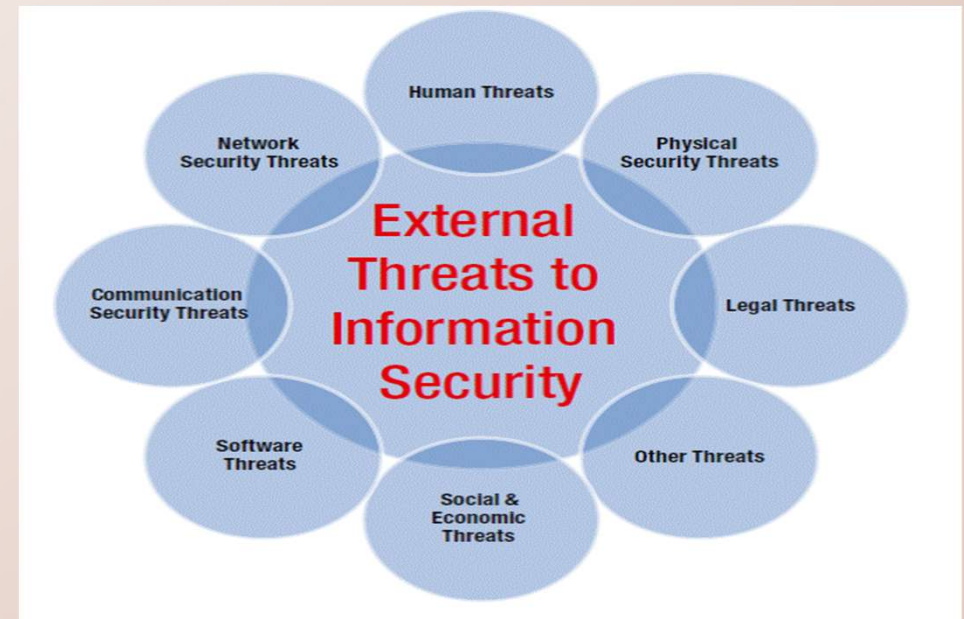 Human Threats
Network
Security Threats
Physical
Security Threats
External
Threats to
Information
Security
Communication
Security Threats
Legal Threats
Software
Threats
Other Threats
Social &
Economic
Threats